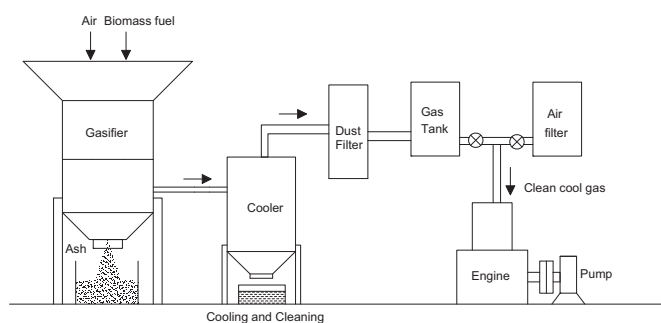 Air Biomass fuel
Gasifier
Ash
Cooler
Cooling and Cleaning
Dust
Filter
Gas
Tank
Air
filter
Clean cool gas
Engine
Pump